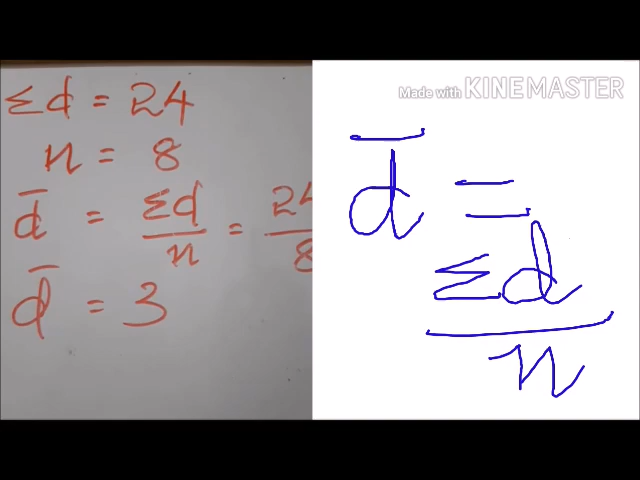 Σd = 24
n = 8
d̄ = Σd/n = 24/8
d̄ = 3
Made with KINEMASTER
d̄ =
Σd
n